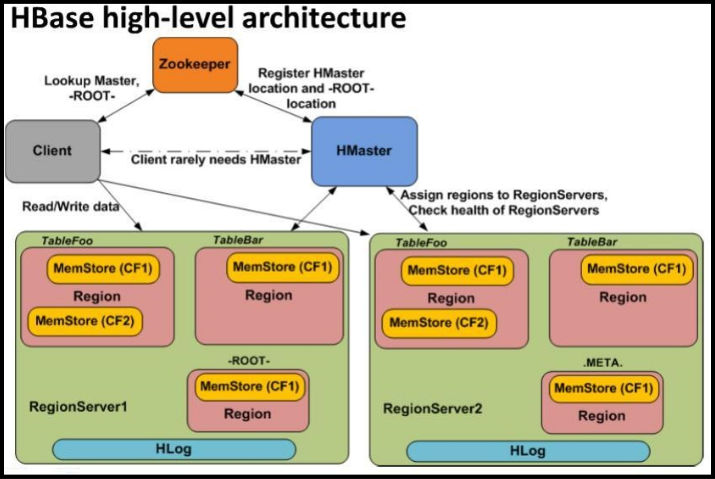 HBase high-level architecture
Zookeeper
Lookup Master,
-ROOT-
Register HMaster
location and -ROOT-
location
Client
Client rarely needs HMaster
HMaster
Read/Write data
Assign regions to RegionServers,
Check health of RegionServers
TableFoo
MemStore (CF1)
Region
MemStore (CF2)
TableBar
MemStore (CF1)
Region
-ROOT-
MemStore (CF1)
Region
RegionServer1
HLog
TableFoo
MemStore (CF1)
Region
MemStore (CF2)
TableBar
MemStore (CF1)
Region
.META.
MemStore (CF1)
Region
RegionServer2
HLog